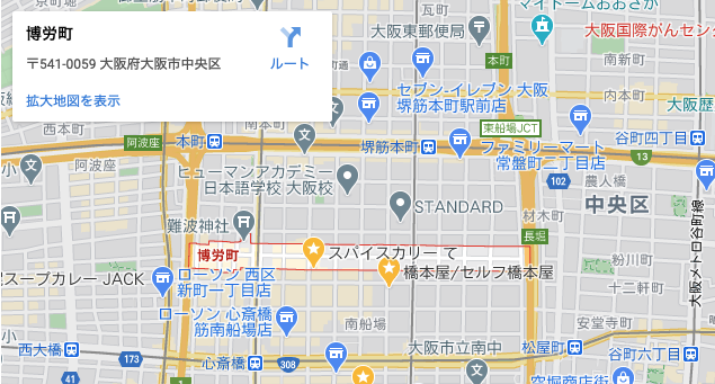 博労町
〒541-0059 大阪府大阪市中央区
ルート
拡大地図を表示
瓦町
マイドームおおさか
大阪東郵便局
大阪国際がんセン
本町
南新町
セブン-イレブン 大阪
堺筋本町駅前店
内本町
大阪歴
西本町
南本町
東船場JCT
阿波座
本町
堺筋本町
ファミリーマート
常盤町二丁目店
谷町四丁目
13
阿波座
ヒューマンアカデミー
日本語学校 大阪校
102
農人橋
STANDARD
材木町
中央区
難波神社
長堀
博労町
スパイスカリー て
粉川町
スープカレー JACK
ローソン 西区
新町一丁目店
橋本屋/セルフ橋本屋
十二軒町
大阪メトロ谷町線
ローソン 心斎橋
筋南船場店
南船場
安堂寺町
西大橋
173
心斎橋
308
大阪市立南中
松屋町
谷町六丁目
41
1
空堀商店街